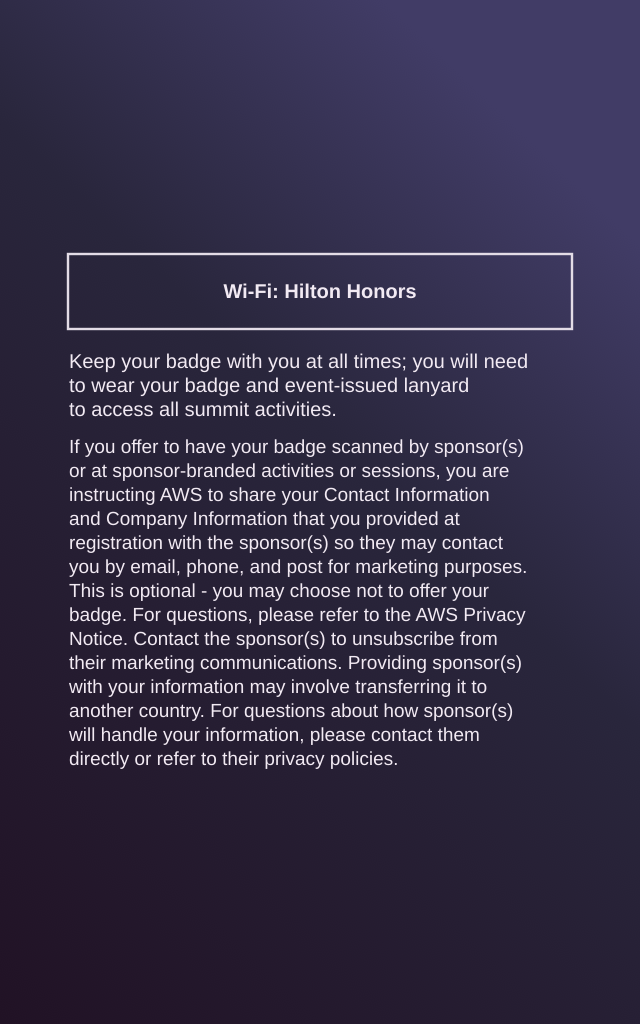 Wi-Fi: Hilton Honors
Keep your badge with you at all times; you will need
to wear your badge and event-issued lanyard
to access all summit activities.
If you offer to have your badge scanned by sponsor(s)
or at sponsor-branded activities or sessions, you are
instructing AWS to share your Contact Information
and Company Information that you provided at
registration with the sponsor(s) so they may contact
you by email, phone, and post for marketing purposes.
This is optional - you may choose not to offer your
badge. For questions, please refer to the AWS Privacy
Notice. Contact the sponsor(s) to unsubscribe from
their marketing communications. Providing sponsor(s)
with your information may involve transferring it to
another country. For questions about how sponsor(s)
will handle your information, please contact them
directly or refer to their privacy policies.